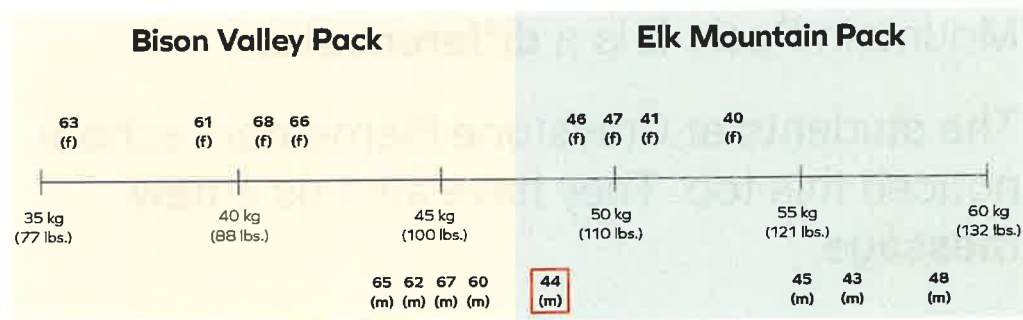 Bison Valley Pack Elk Mountain Pack
63 61 68 66 46 47 41 40
(f) (f) (f) (f) (f) (f) (f) (f)
35 kg 40 kg 45 kg 50 kg 55 kg 60 kg
(77 lbs.) (88 lbs.) (100 lbs.) (110 lbs.) (121 lbs.) (132 lbs.)
65 62 67 60 44 45 43 48
(m) (m) (m) (m) (m) (m) (m) (m)